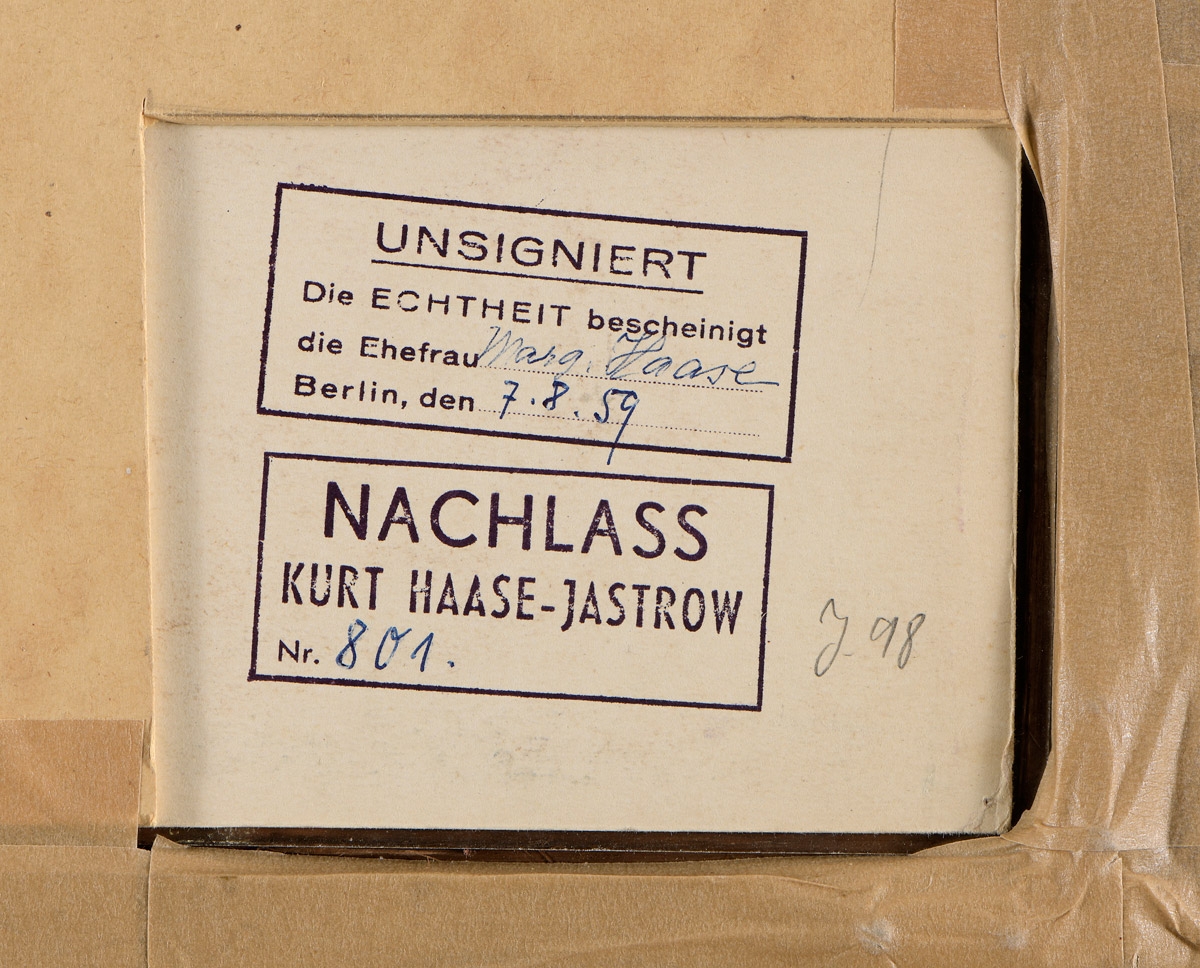 UNSIGNIERT
Die ECHTHEIT bescheinigt
die Ehefrau Marg. Haase
Berlin, den 7.8.59
NACHLASS
KURT HAASE-JASTROW
Nr. 801.
J. 98